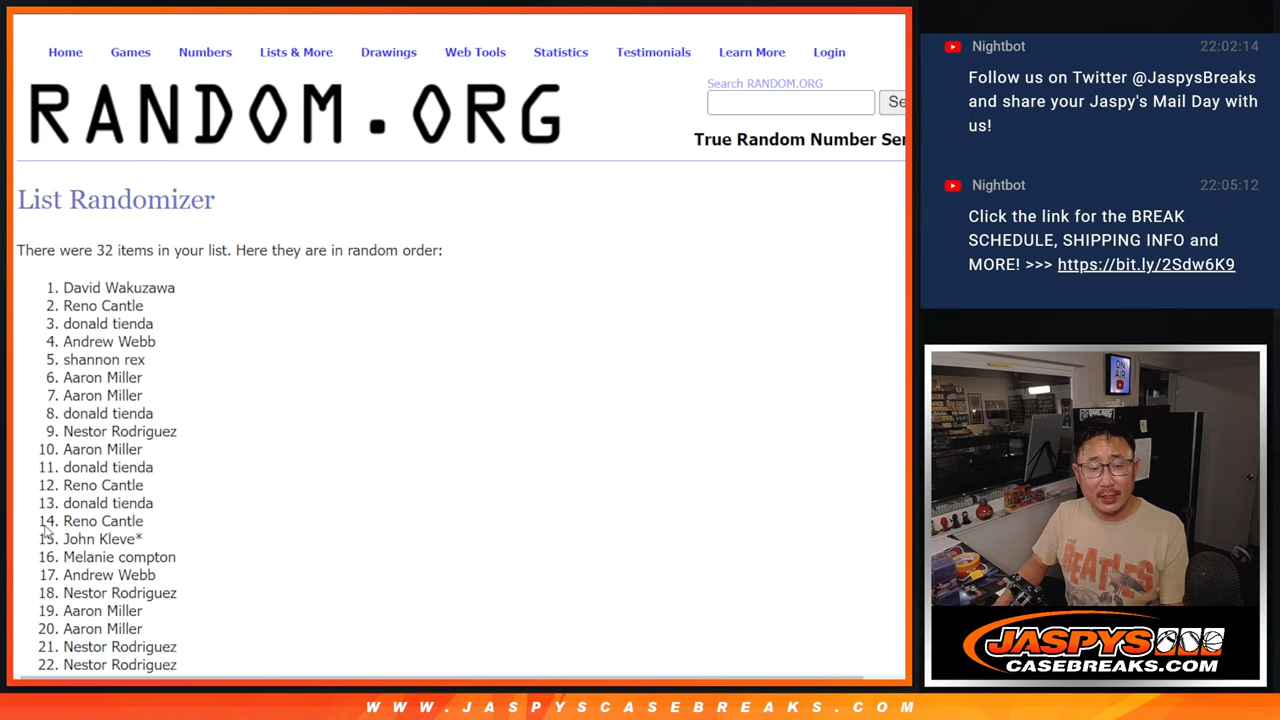 Home Games Numbers Lists & More Drawings Web Tools Statistics Testimonials Learn More Login
RANDOM.ORG
Search RANDOM.ORG
Se
True Random Number Ser
List Randomizer
There were 32 items in your list. Here they are in random order:
1. David Wakuzawa
2. Reno Cantle
3. donald tienda
4. Andrew Webb
5. shannon rex
6. Aaron Miller
7. Aaron Miller
8. donald tienda
9. Nestor Rodriguez
10. Aaron Miller
11. donald tienda
12. Reno Cantle
13. donald tienda
14. Reno Cantle
15. John Kleve*
16. Melanie compton
17. Andrew Webb
18. Nestor Rodriguez
19. Aaron Miller
20. Aaron Miller
21. Nestor Rodriguez
22. Nestor Rodriguez
Nightbot 22:02:14
Follow us on Twitter @JaspysBreaks
and share your Jaspy's Mail Day with
us!
Nightbot 22:05:12
Click the link for the BREAK
SCHEDULE, SHIPPING INFO and
MORE! >>> https://bit.ly/2Sdw6K9
ON
AIR
THE
BEATLES
JASPYS
CASEBREAKS.COM
WWW.JASPYSCASEBREAKS.COM